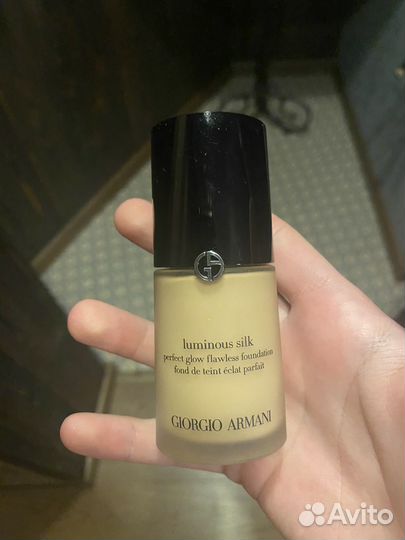 luminous silk
perfect glow flawless foundation
fond de teint éclat parfait
GIORGIO ARMANI
Avito